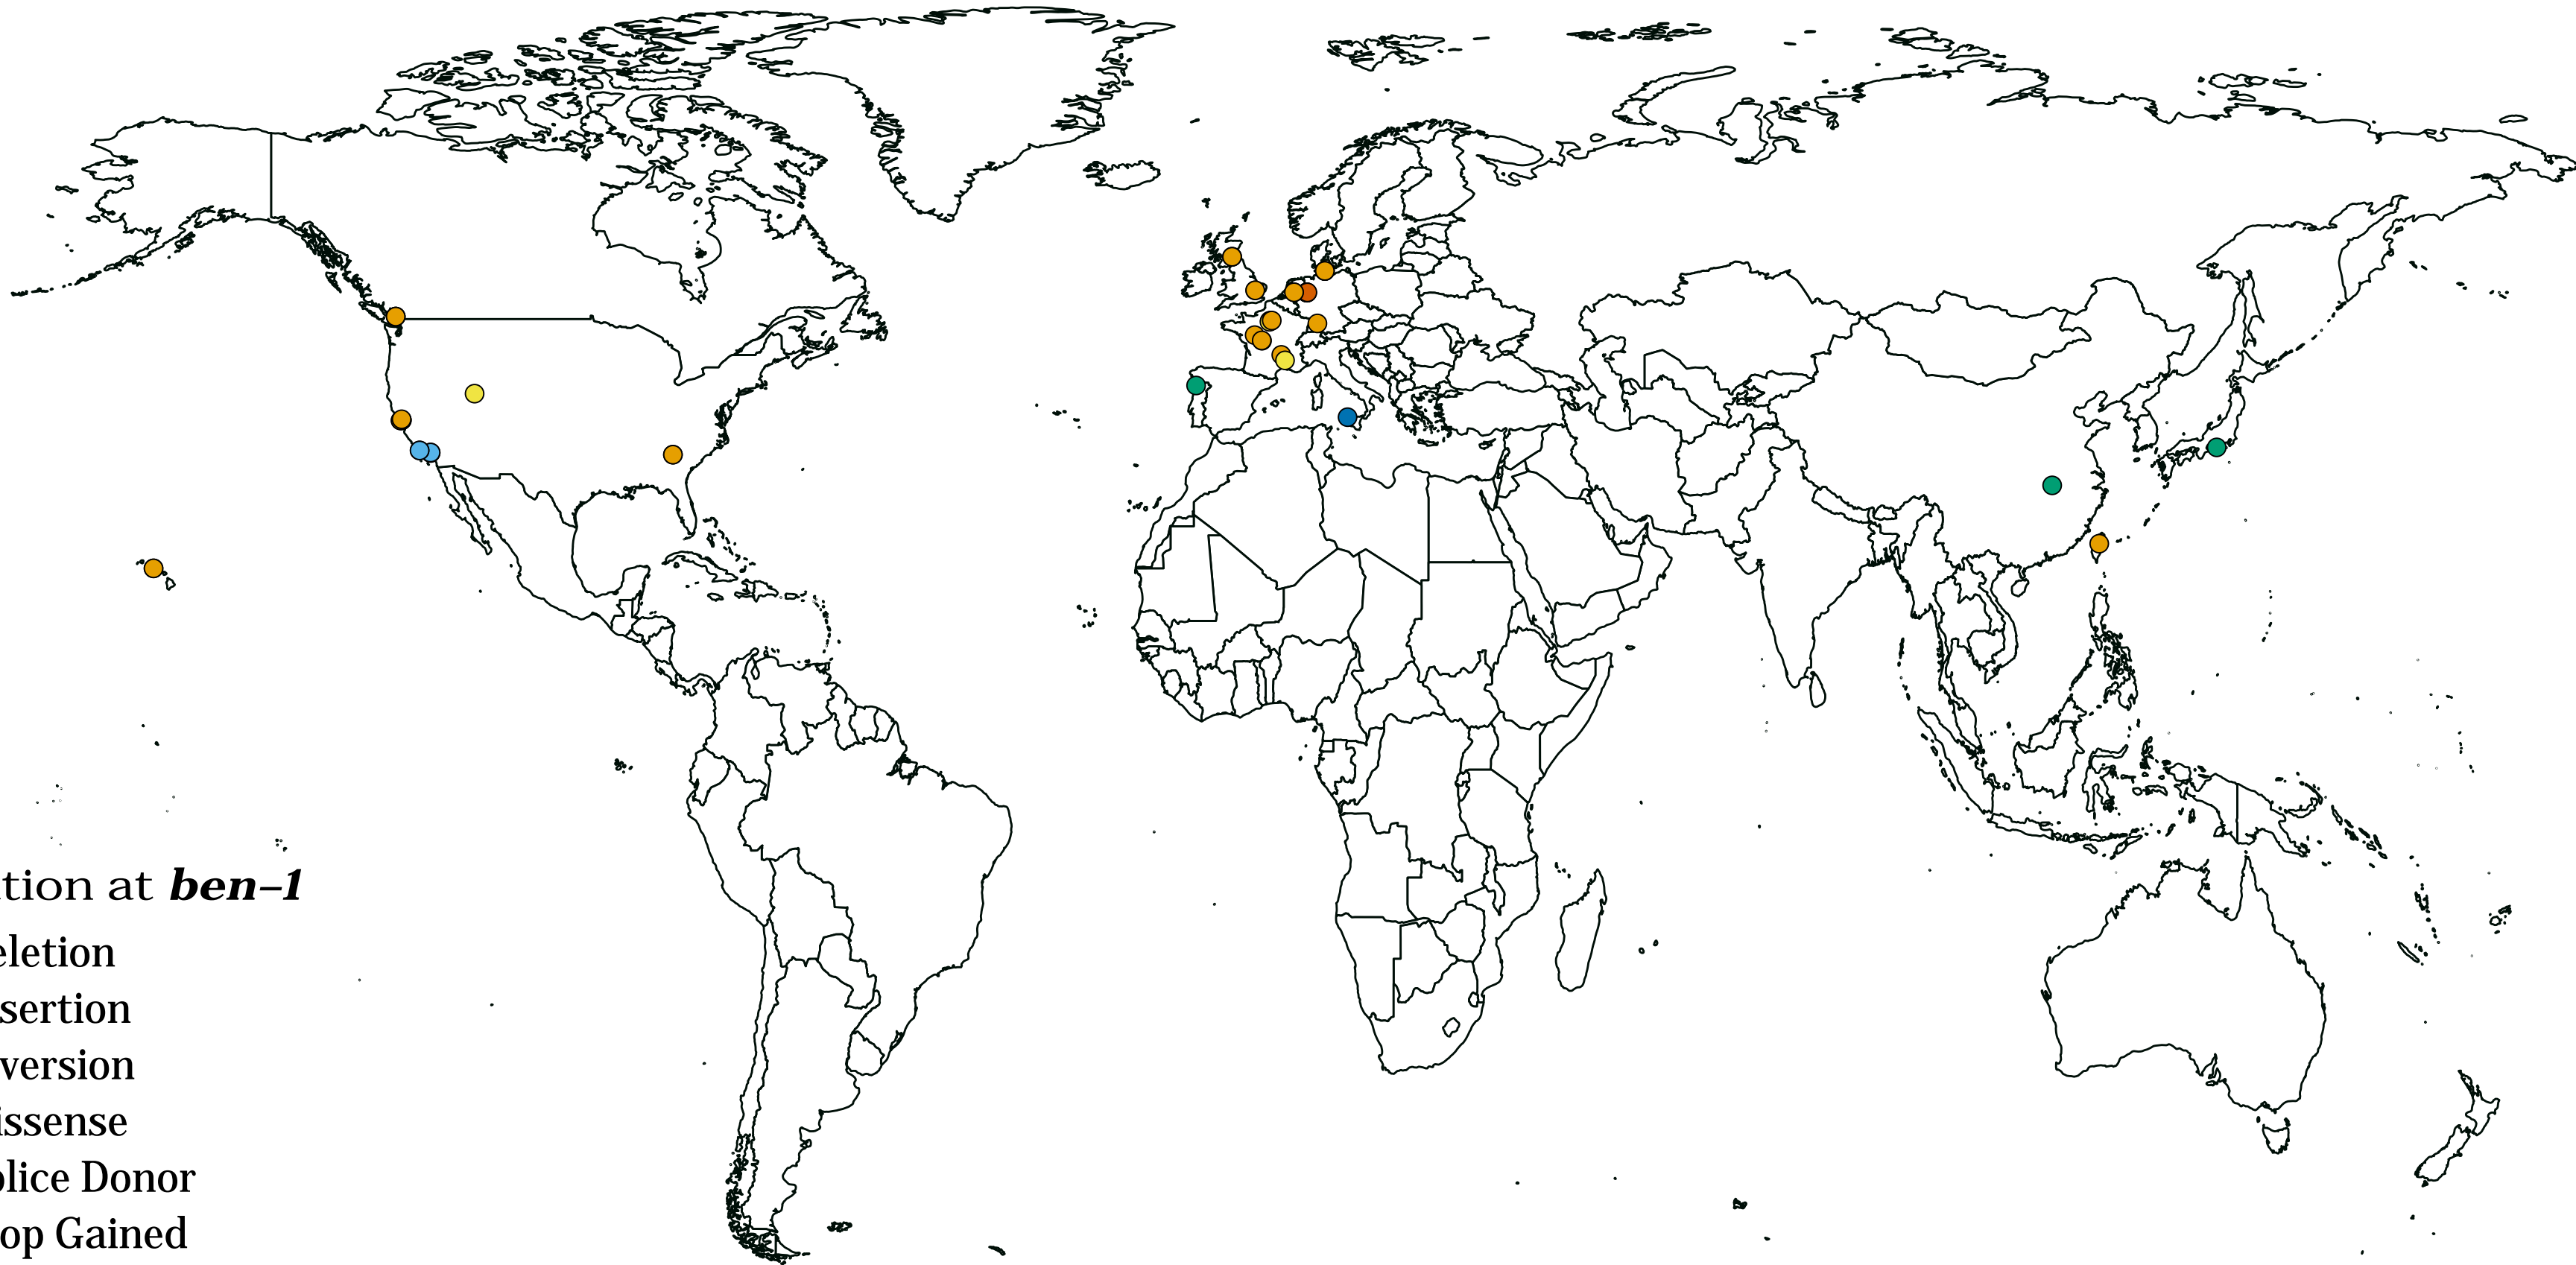 tion at ben–1
eletion
sertion
version
issense
plice Donor
op Gained